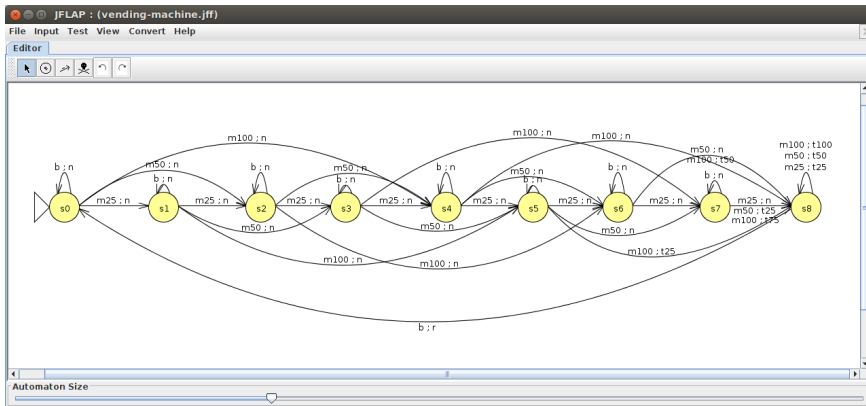 JFLAP : (vending-machine.jff)
File Input Test View Convert Help
Editor
m100 ; n
m100 ; n
m100 ; n
m100 ; t100
m50 ; t50
m25 ; t25
m50 ; n
m100 ; t50
b ; n
m50 ; n
b ; n
b ; n
b ; n
m50 ; n
b ; n
b ; n
m50 ; n
b ; n
b ; n
b ; n
b ; n
b ; n
s0
m25 ; n
s1
m25 ; n
s2
m25 ; n
s3
m25 ; n
s4
m25 ; n
s5
m25 ; n
s6
m25 ; n
s7
m25 ; n
m50 ; t25
m100 ; t75
s8
m50 ; n
m50 ; n
m50 ; n
m100 ; n
m100 ; n
m100 ; t25
b ; r
Automaton Size